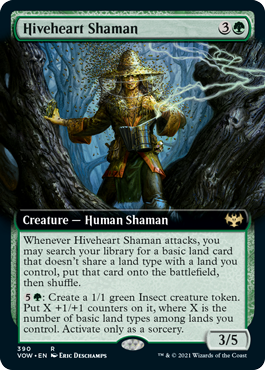 Hiveheart Shaman 3
Creature — Human Shaman
Whenever Hiveheart Shaman attacks, you
may search your library for a basic land card
that doesn't share a land type with a land you
control, put that card onto the battlefield,
then shuffle.
5 : Create a 1/1 green Insect creature token.
Put X +1/+1 counters on it, where X is the
number of basic land types among lands you
control. Activate only as a sorcery.
3/5
390 R
VOW • EN ERIC DESCHAMPS
™ & © 2021 Wizards of the Coast